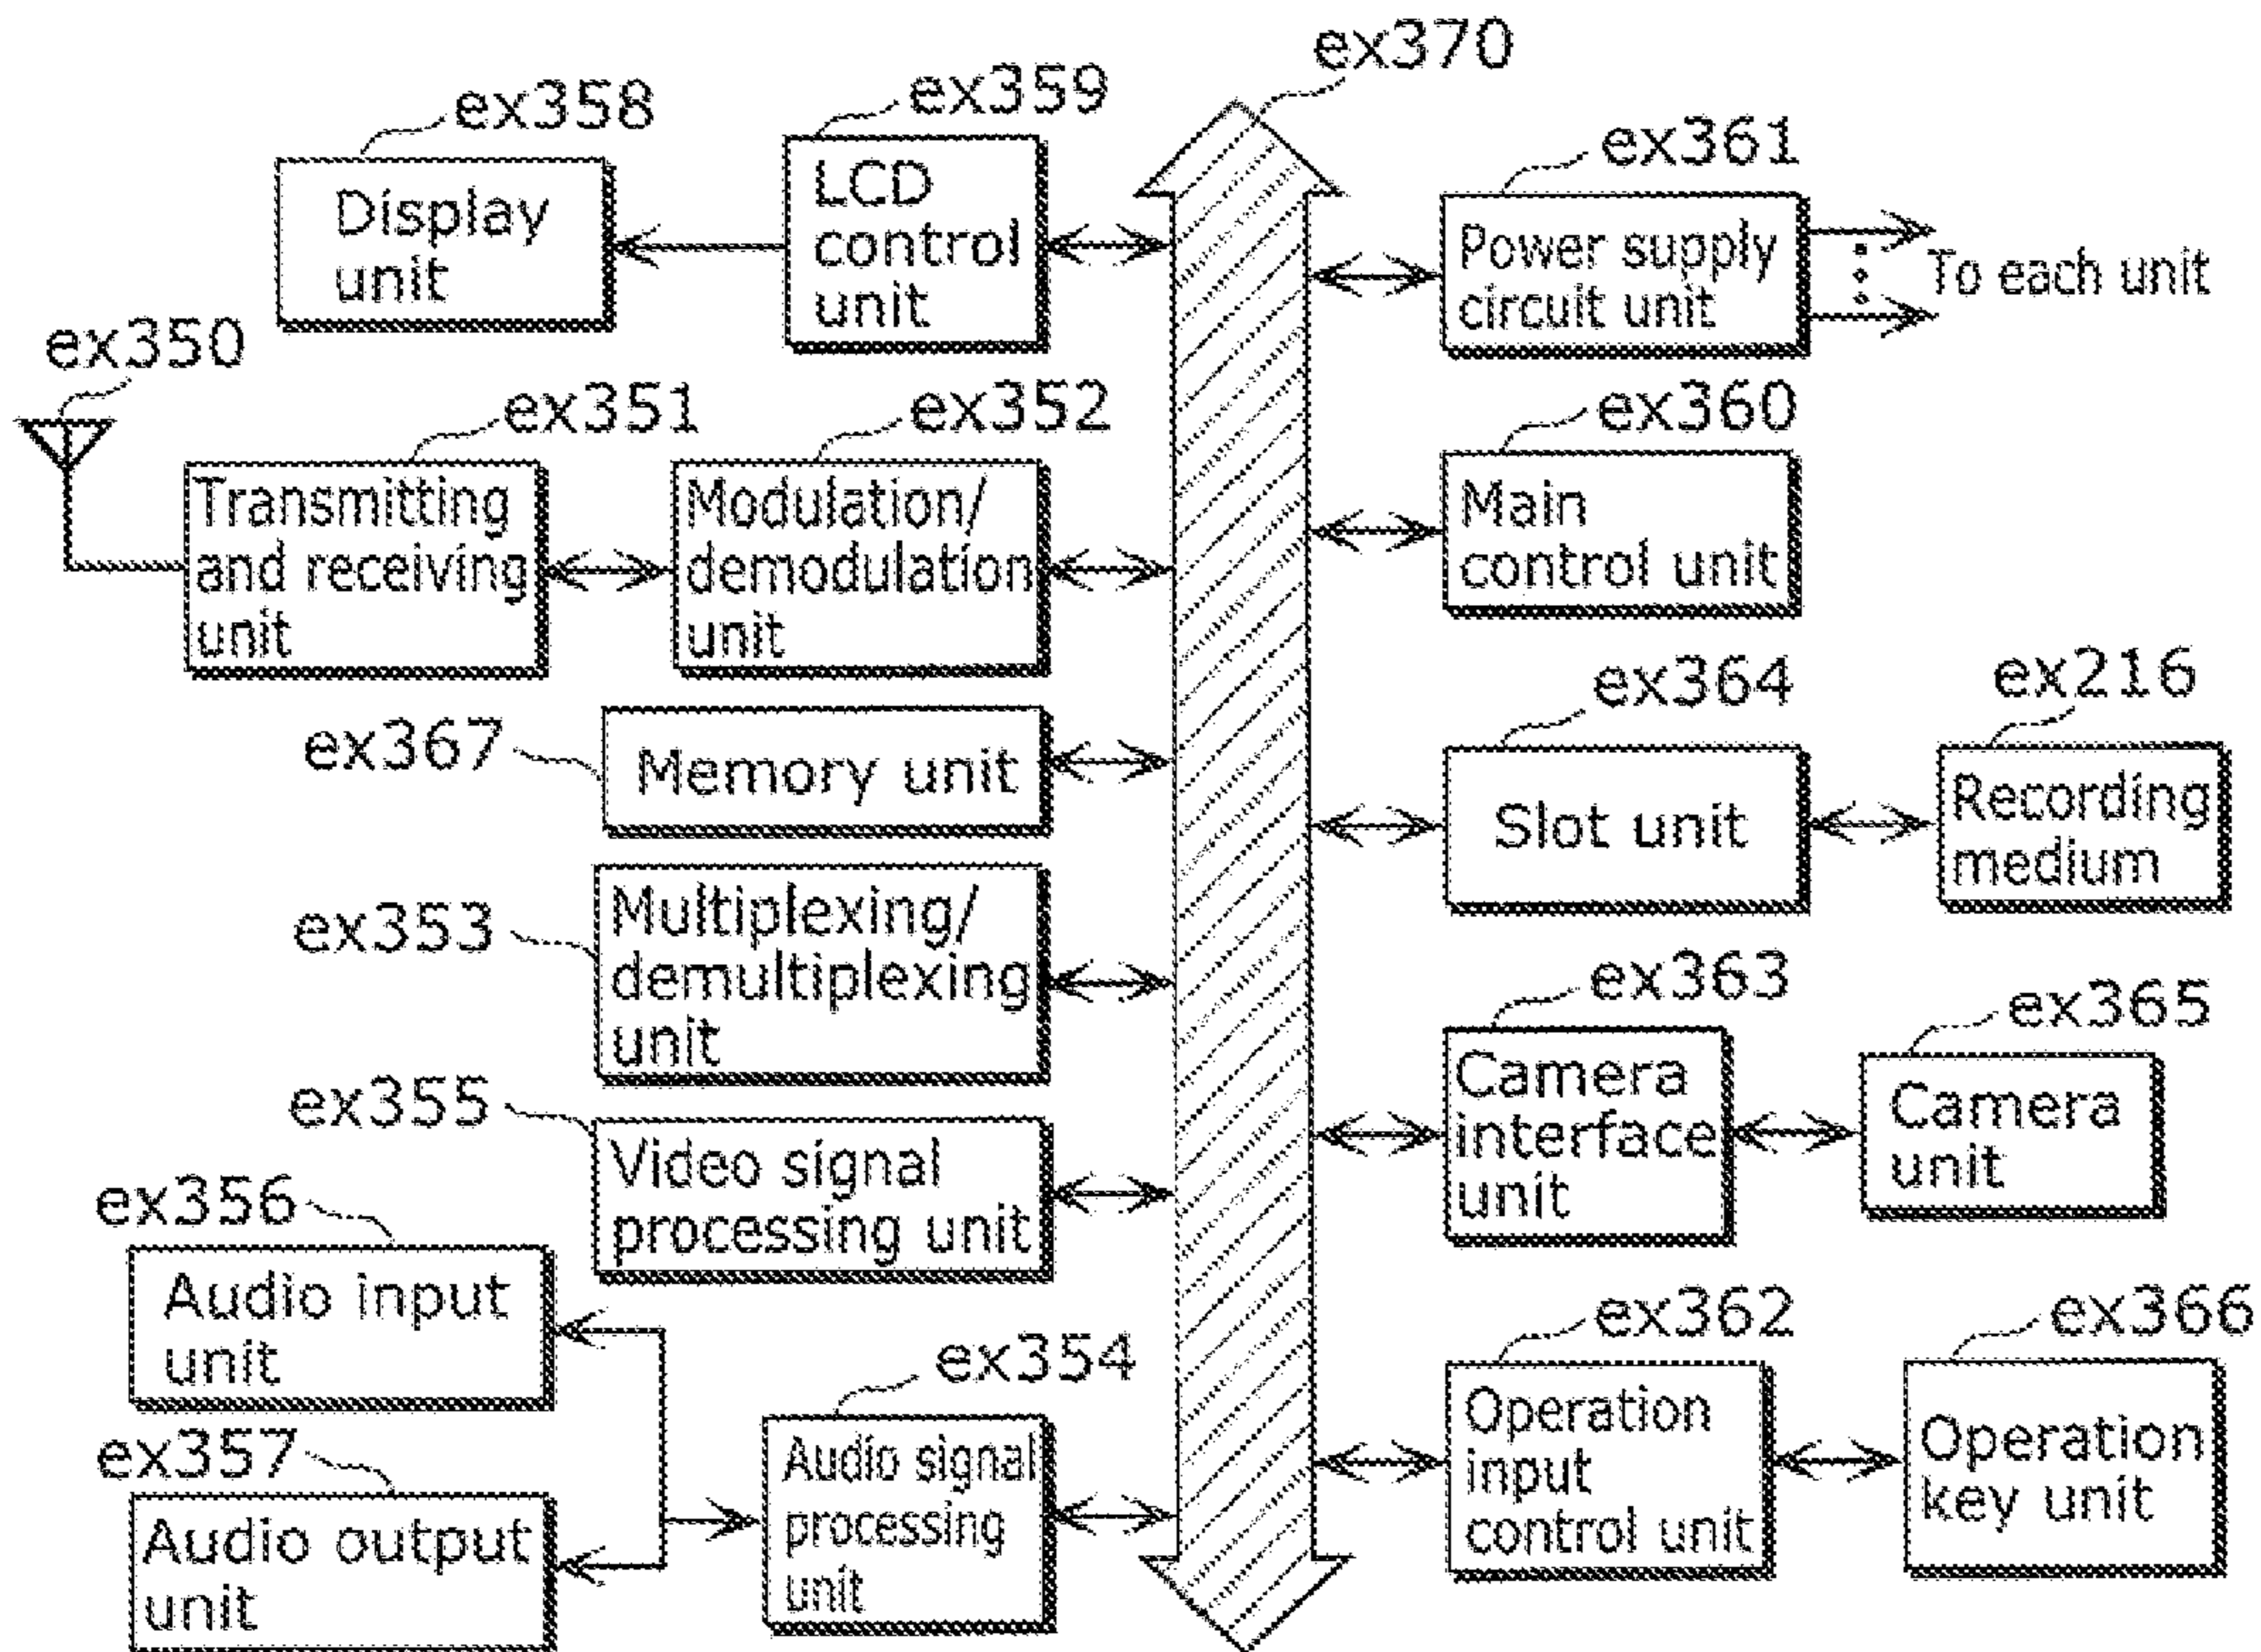 ex370
ex358
ex359
ex361
Display
unit
LCD
control
unit
Power supply
circuit unit
To each unit
ex350
ex351
ex352
ex360
Transmitting
and receiving
unit
Modulation/
demodulation
unit
Main
control unit
ex367
Memory unit
ex364
ex216
Slot unit
Recording
medium
ex353
Multiplexing/
demultiplexing
unit
ex363
ex365
Camera
interface
unit
Camera
unit
ex355
Video signal
processing unit
ex356
Audio input
unit
ex354
ex362
ex366
ex357
Audio output
unit
Audio signal
processing
unit
Operation
input
control unit
Operation
key unit